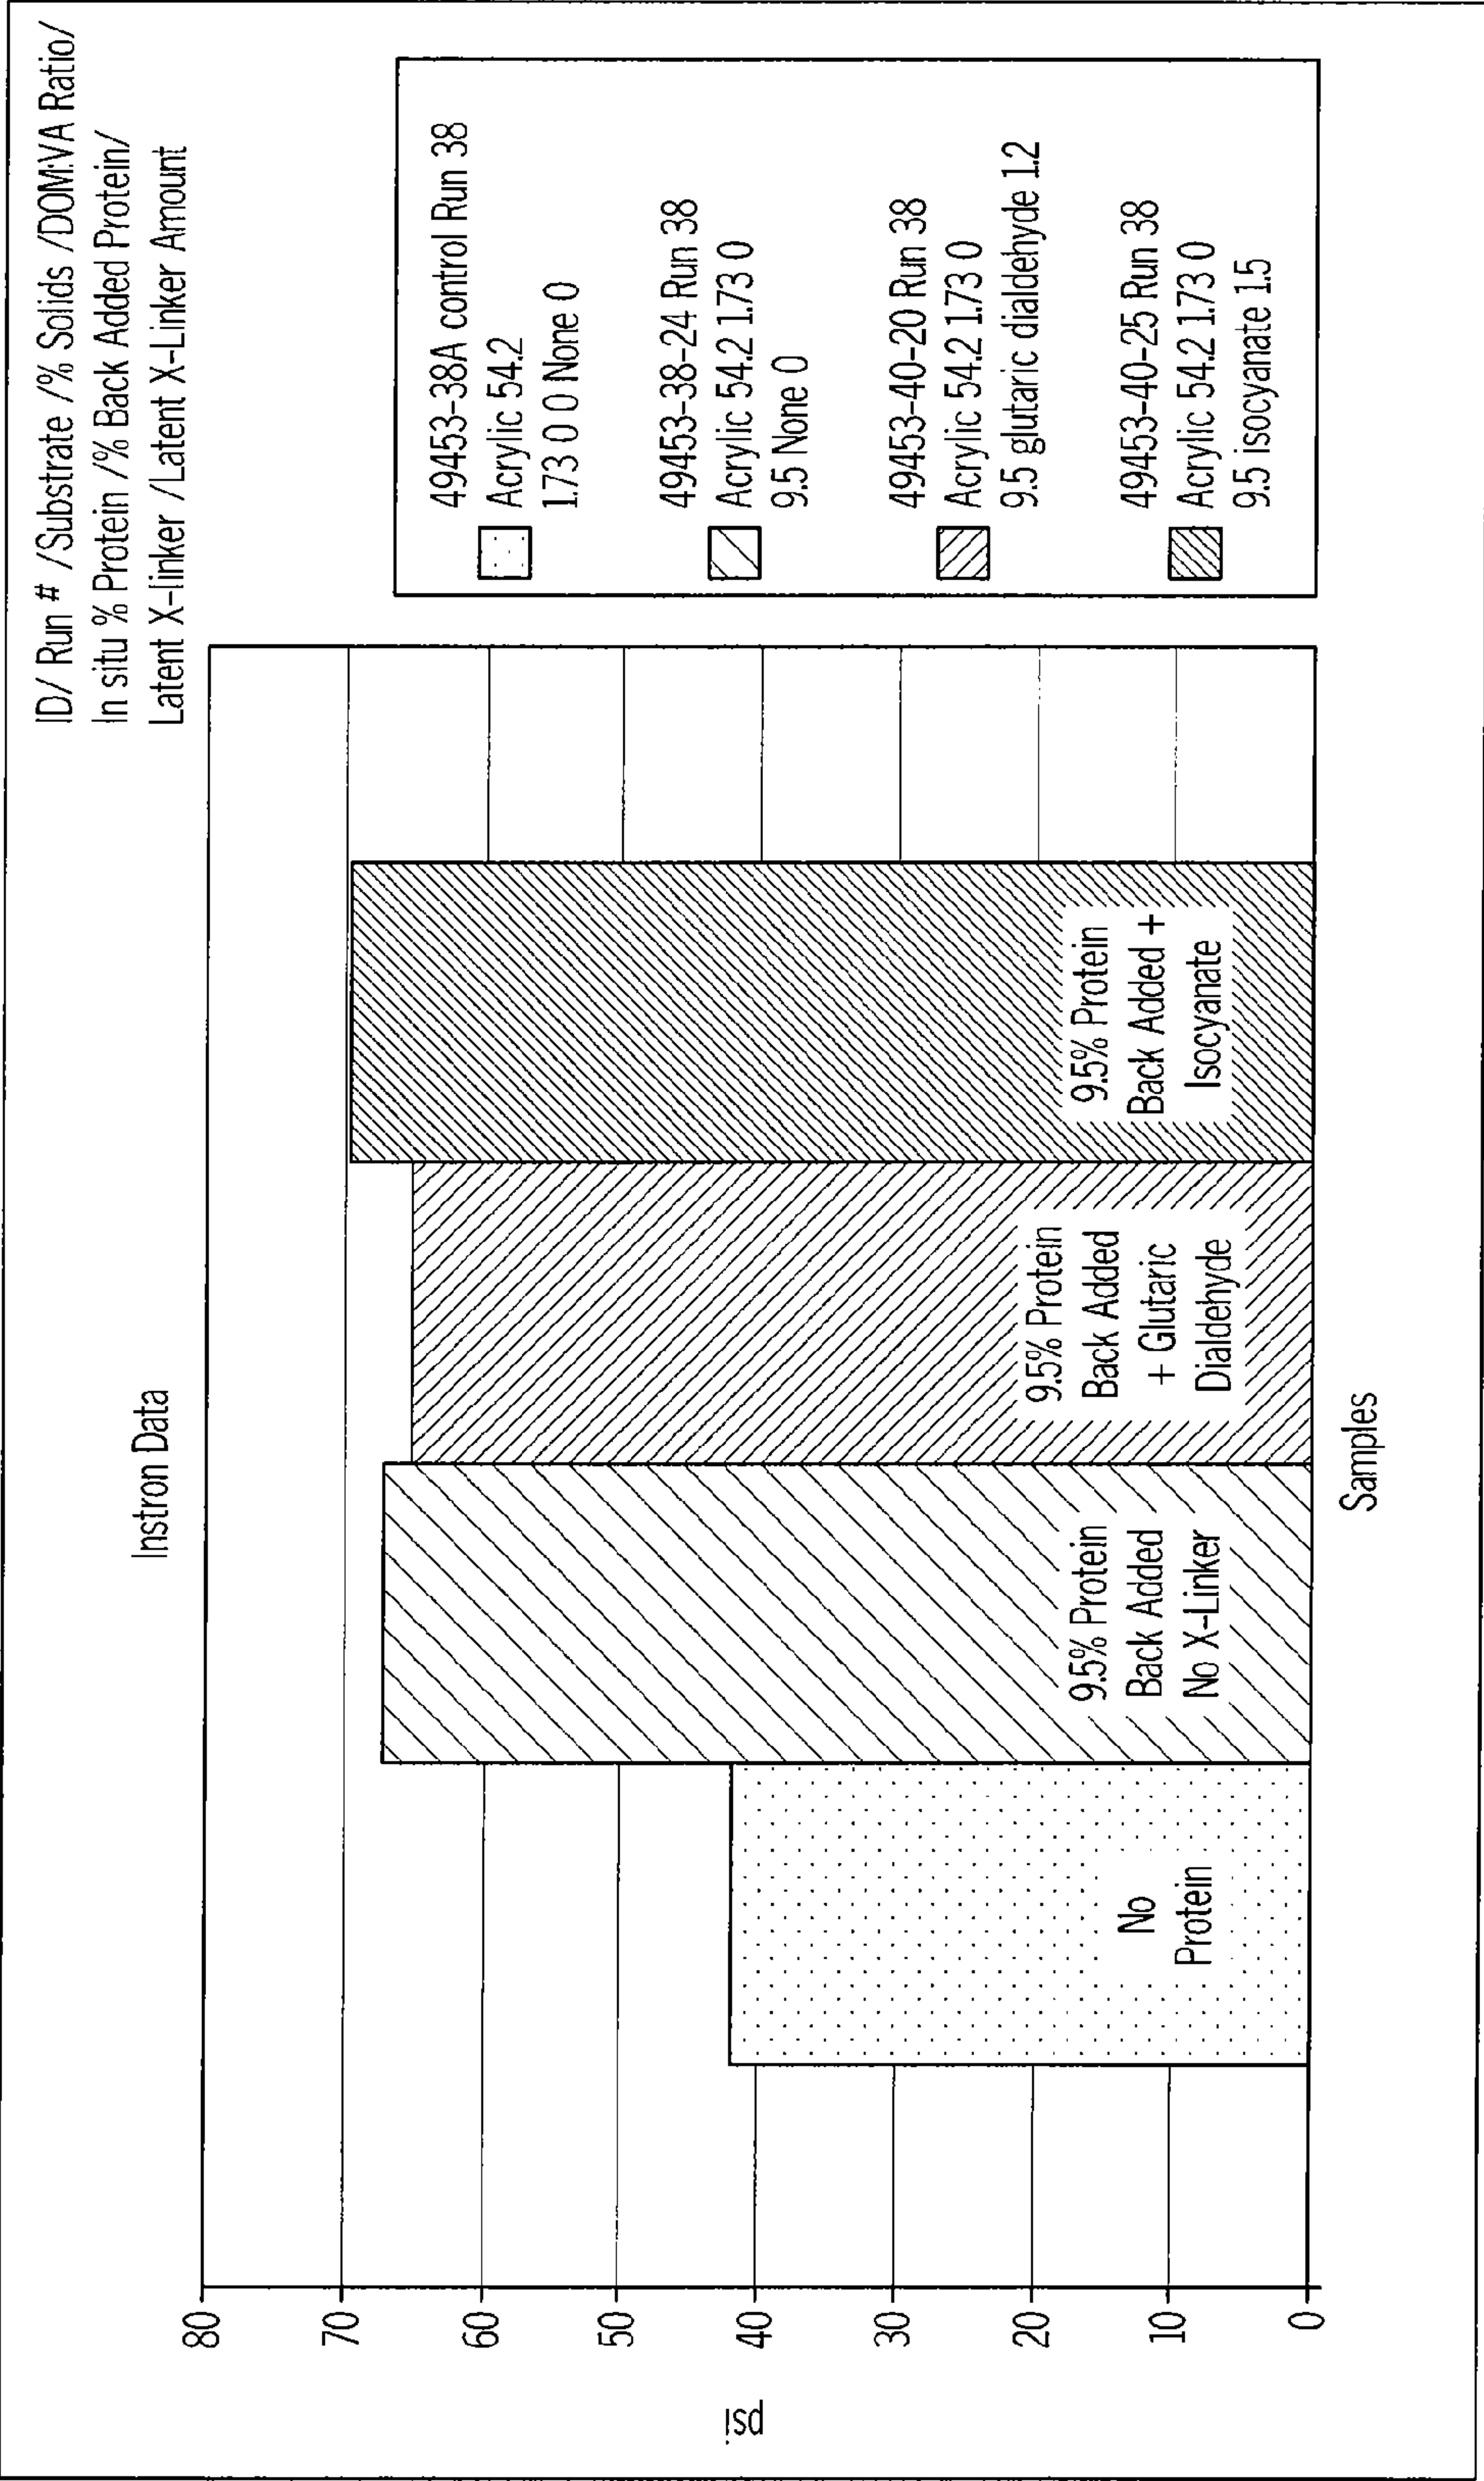 ID/ Run # /Substrate /% Solids /DOM:VA Ratio/
In situ % Protein /% Back Added Protein/
Latent X-linker /Latent X-Linker Amount
Instron Data
psi
80
70
60
50
40
30
20
10
0
No
Protein
9.5% Protein
Back Added
No X-Linker
9.5% Protein
Back Added
+ Glutaric
Dialdehyde
9.5% Protein
Back Added +
Isocyanate
Samples
49453-38A control Run 38
Acrylic 54.2
1.73 0 0 None 0
49453-38-24 Run 38
Acrylic 54.2 1.73 0
9.5 None 0
49453-40-20 Run 38
Acrylic 54.2 1.73 0
9.5 glutaric dialdehyde 1.2
49453-40-25 Run 38
Acrylic 54.2 1.73 0
9.5 isocyanate 1.5